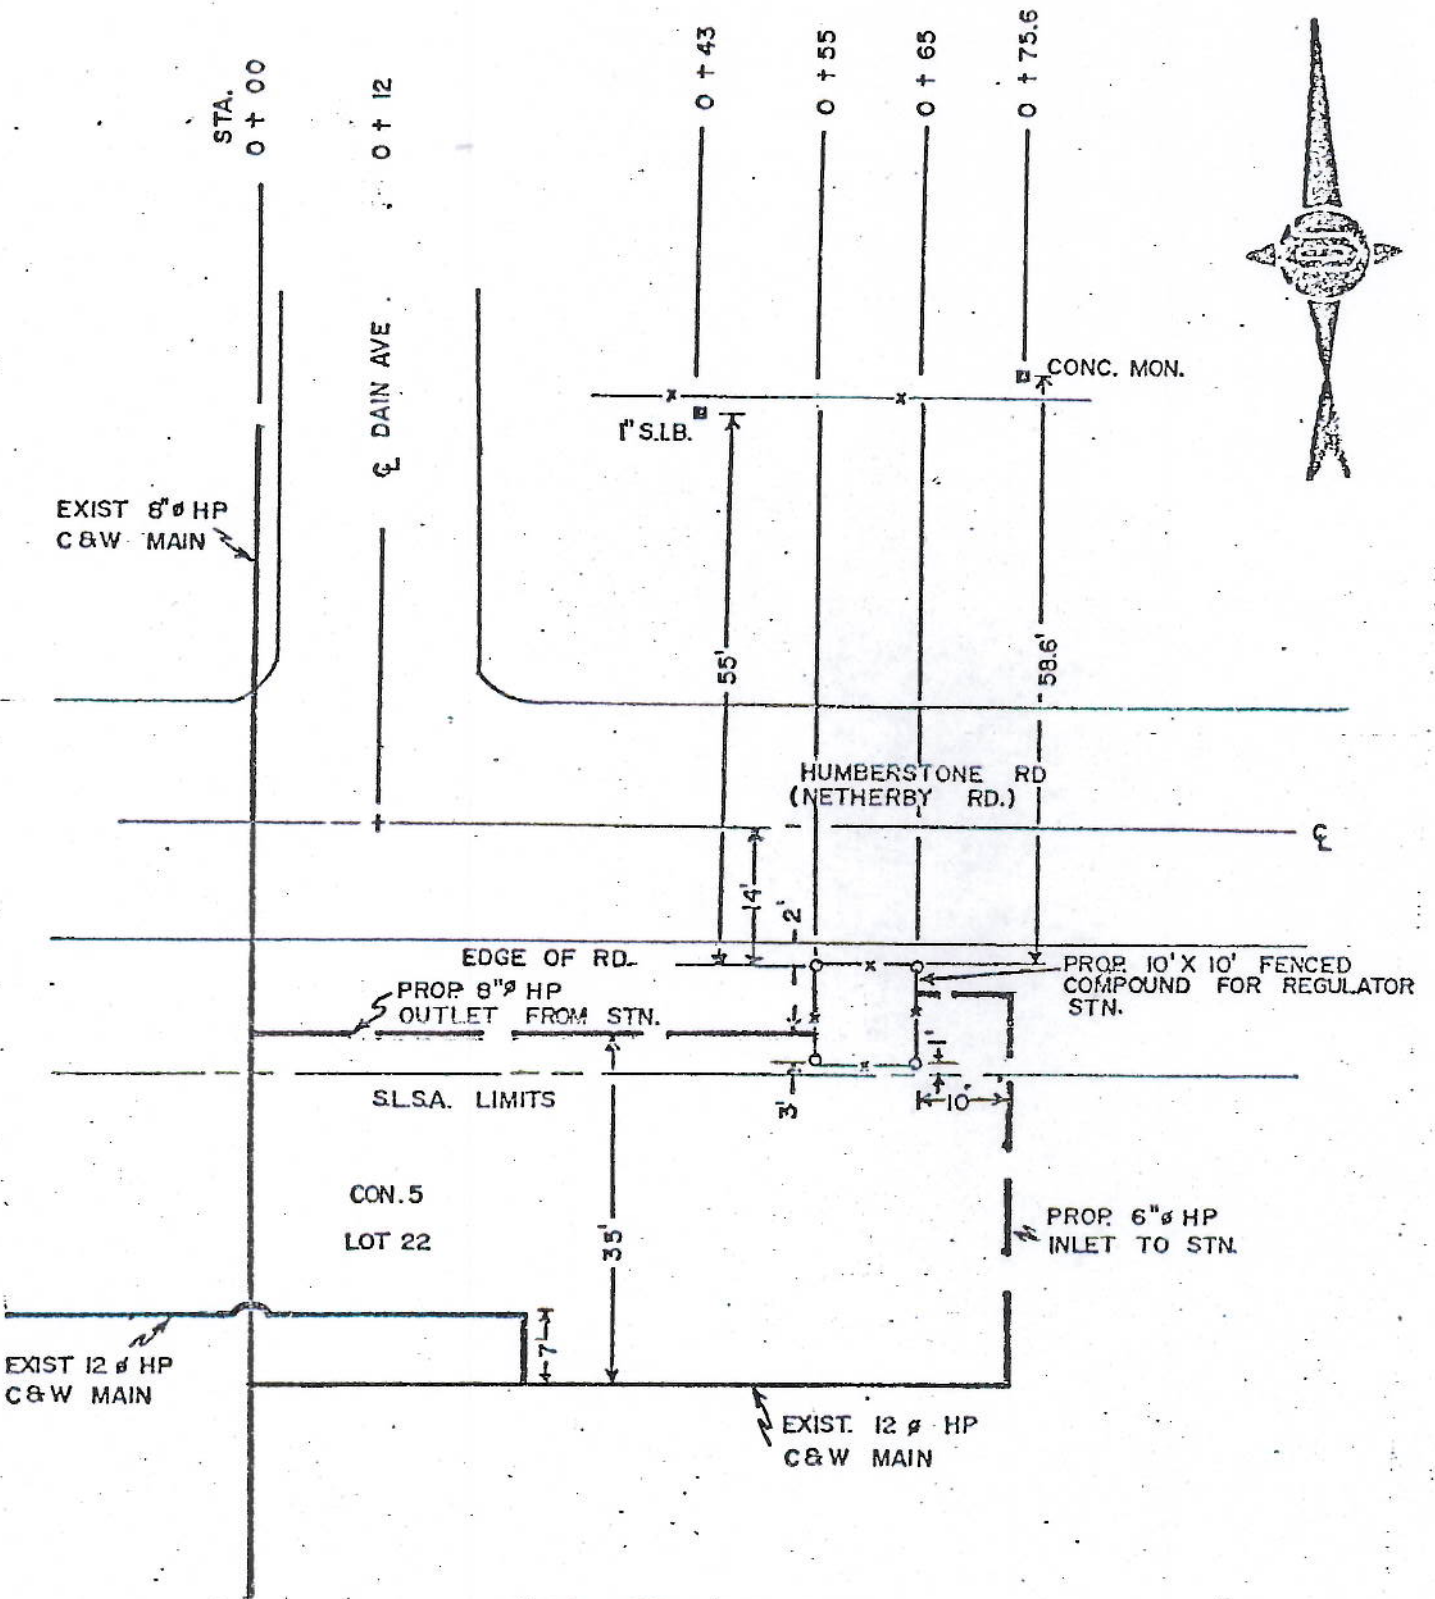 STA.
0+00
0+12
0+43
0+55
0+65
0+75.6
CONC. MON.
1" S.I.B.
℄ DAIN AVE.
EXIST 8"ø HP
C&W MAIN
55'
58.6'
HUMBERSTONE RD
(NETHERBY RD.)
℄
14'
2'
EDGE OF RD.
PROP. 10' X 10' FENCED
COMPOUND FOR REGULATOR
STN.
PROP. 8"ø HP
OUTLET FROM STN.
1'
3'
10'
S.L.S.A. LIMITS
CON. 5
LOT 22
35'
PROP. 6"ø HP
INLET TO STN.
7'
EXIST 12 ø HP
C&W MAIN
EXIST. 12 ø HP
C&W MAIN